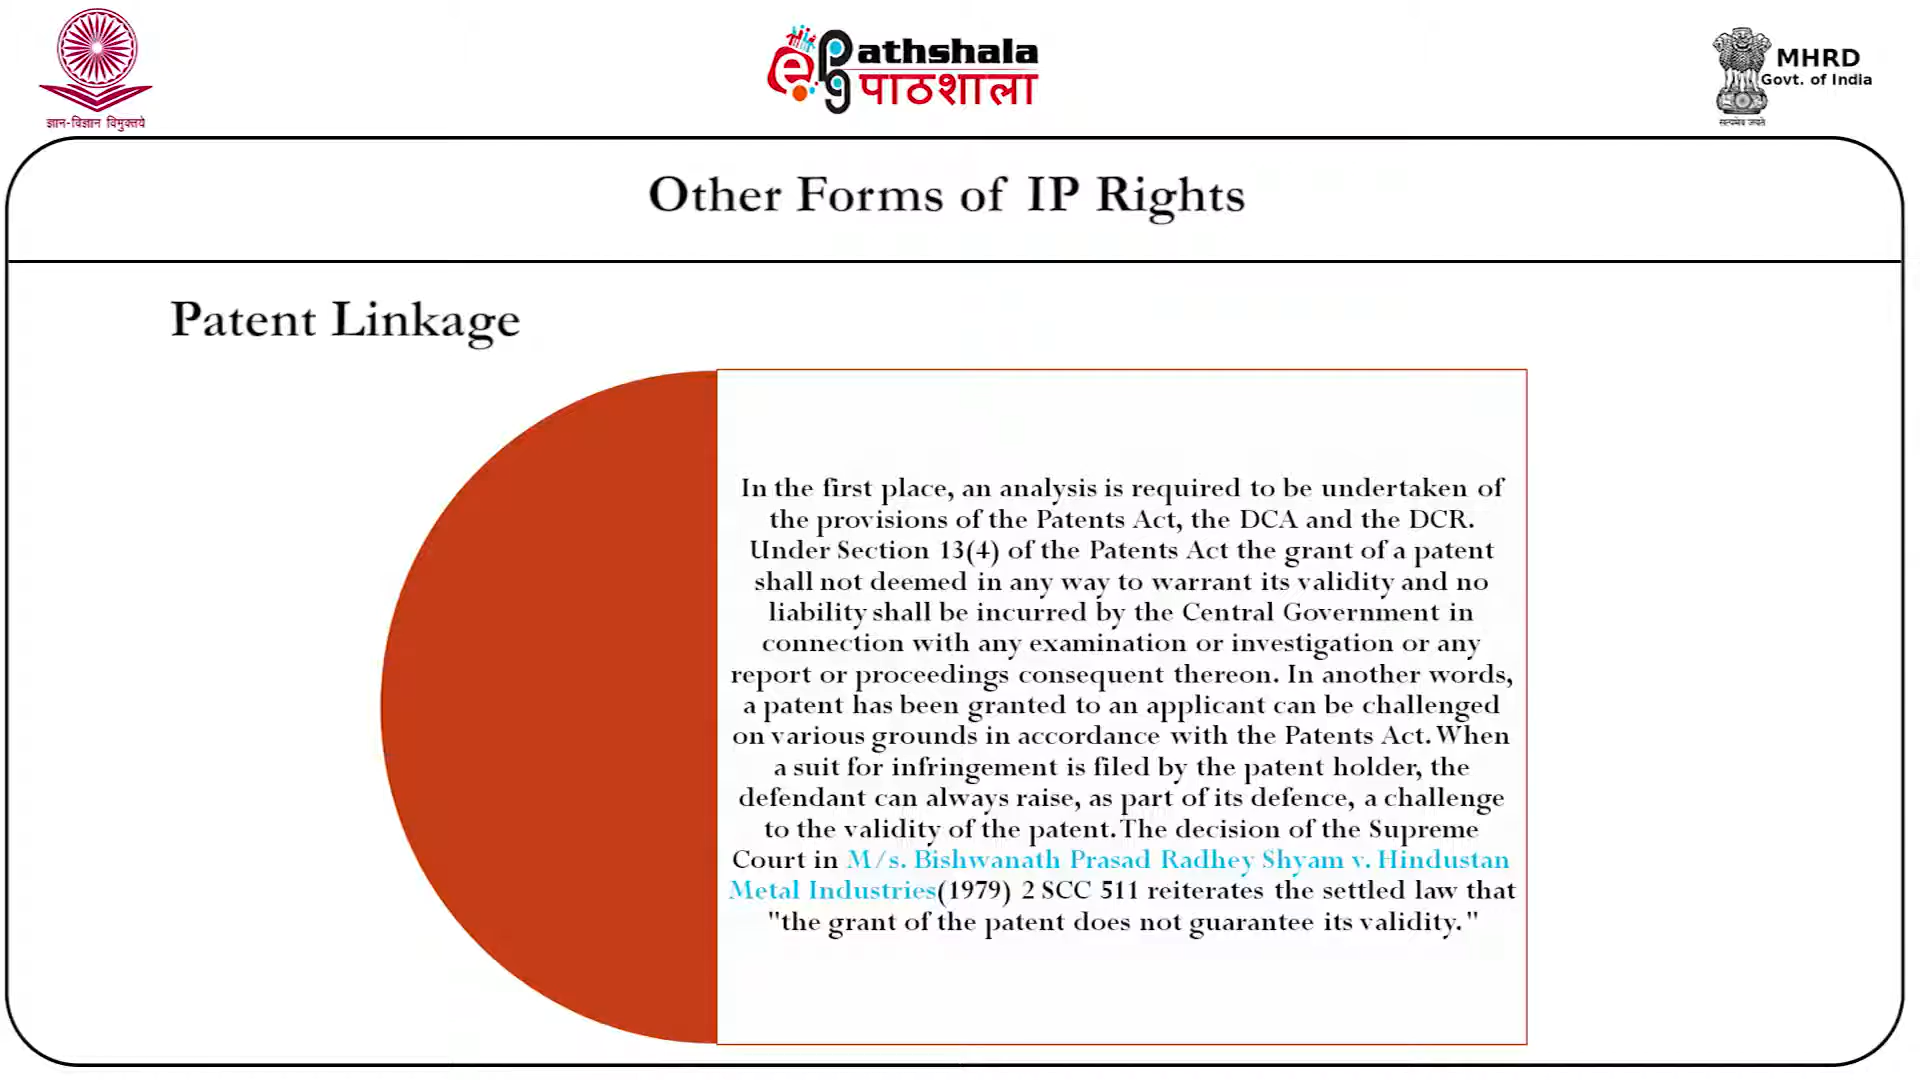 ज्ञान-विज्ञान विमुक्तये
ePG Pathshala
पाठशाला
MHRD
Govt. of India
सत्यमेव जयते
Other Forms of IP Rights
Patent Linkage
In the first place, an analysis is required to be undertaken of
the provisions of the Patents Act, the DCA and the DCR.
Under Section 13(4) of the Patents Act the grant of a patent
shall not deemed in any way to warrant its validity and no
liability shall be incurred by the Central Government in
connection with any examination or investigation or any
report or proceedings consequent thereon. In another words,
a patent has been granted to an applicant can be challenged
on various grounds in accordance with the Patents Act. When
a suit for infringement is filed by the patent holder, the
defendant can always raise, as part of its defence, a challenge
to the validity of the patent. The decision of the Supreme
Court in M/s. Bishwanath Prasad Radhey Shyam v. Hindustan
Metal Industries(1979) 2 SCC 511 reiterates the settled law that
"the grant of the patent does not guarantee its validity."